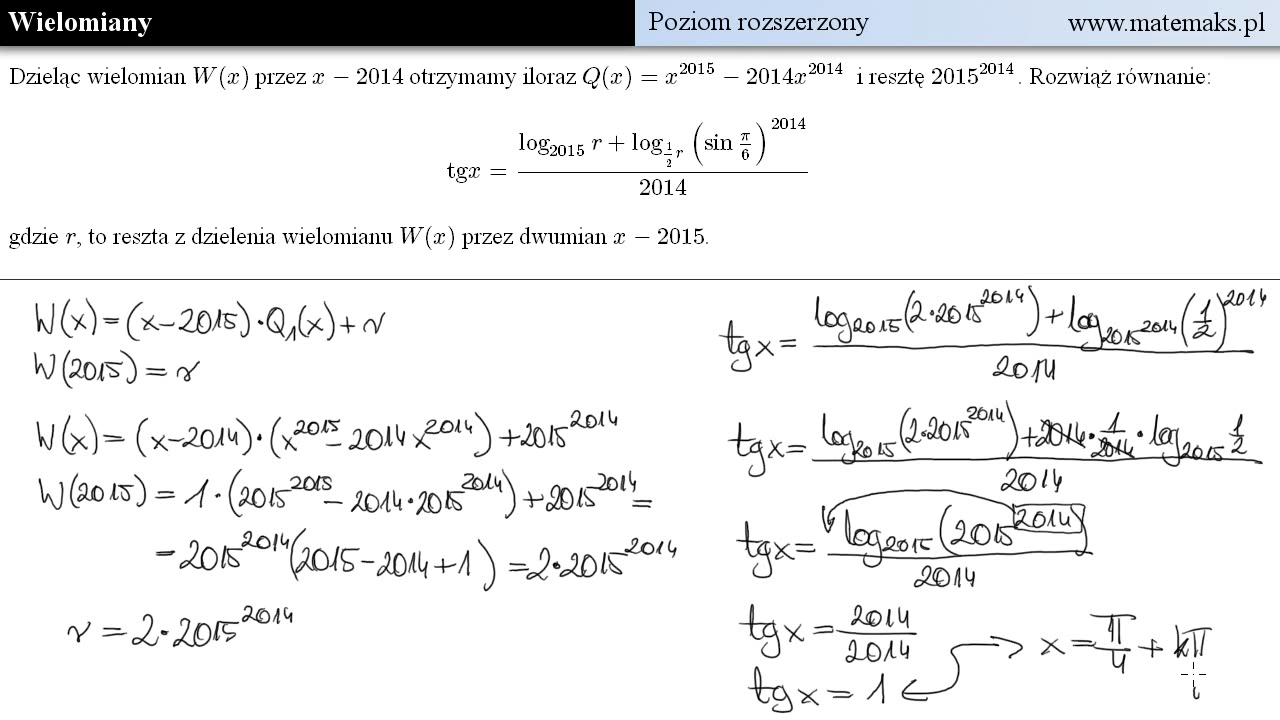 Wielomiany
Poziom rozszerzony
www.matemaks.pl
Dzieląc wielomian W(x) przez x − 2014 otrzymamy iloraz Q(x) = x^2015 − 2014x^2014 i resztę 2015^2014. Rozwiąż równanie:
tgx = (log_2015 r + log_(1/2 r) (sin π/6)^2014) / 2014
gdzie r, to reszta z dzielenia wielomianu W(x) przez dwumian x − 2015.
W(x) = (x−2015)·Q₁(x) + r
W(2015) = r
W(x) = (x−2014)·(x^2015 − 2014x^2014) + 2015^2014
W(2015) = 1·(2015^2015 − 2014·2015^2014) + 2015^2014 =
= 2015^2014 (2015−2014+1) = 2·2015^2014
r = 2·2015^2014
tgx = (log_2015 (2·2015^2014) + log_(2015^2014) (1/2)^2014) / 2014
tgx = (log_2015 (2·2015^2014) + 2014·1/2014·log_2015 1/2) / 2014
tgx = log_2015 (2015^2014) / 2014
tgx = 2014/2014
tgx = 1
x = π/4 + kπ